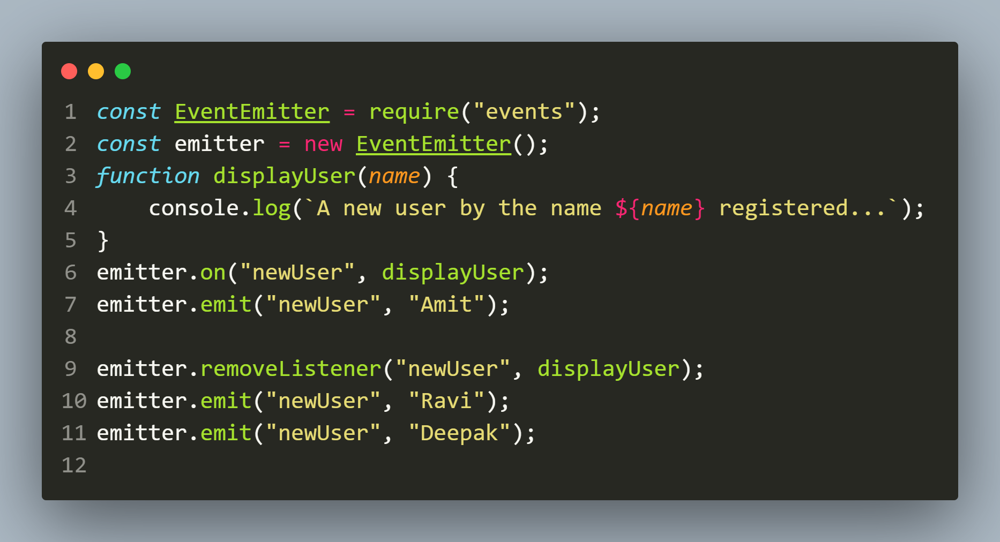 1 const EventEmitter = require("events");
2 const emitter = new EventEmitter();
3 function displayUser(name) {
4     console.log(`A new user by the name ${name} registered...`);
5 }
6 emitter.on("newUser", displayUser);
7 emitter.emit("newUser", "Amit");
8
9 emitter.removeListener("newUser", displayUser);
10 emitter.emit("newUser", "Ravi");
11 emitter.emit("newUser", "Deepak");
12